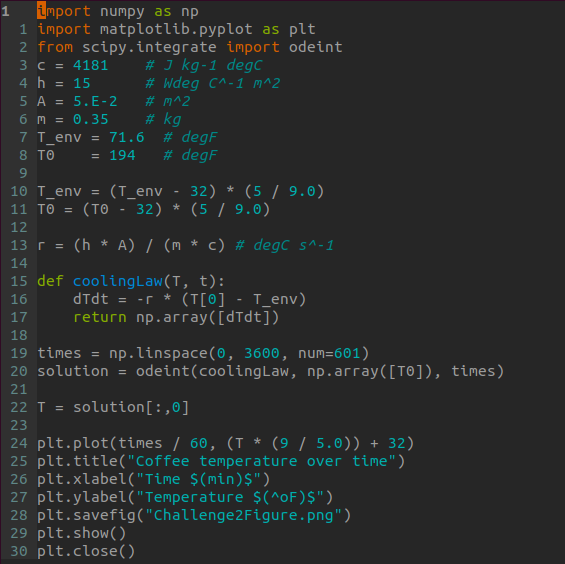 1 import numpy as np
1 import matplotlib.pyplot as plt
2 from scipy.integrate import odeint
3 c = 4181    # J kg-1 degC
4 h = 15      # Wdeg C^-1 m^2
5 A = 5.E-2   # m^2
6 m = 0.35    # kg
7 T_env = 71.6  # degF
8 T0    = 194   # degF
9
10 T_env = (T_env - 32) * (5 / 9.0)
11 T0 = (T0 - 32) * (5 / 9.0)
12
13 r = (h * A) / (m * c) # degC s^-1
14
15 def coolingLaw(T, t):
16     dTdt = -r * (T[0] - T_env)
17     return np.array([dTdt])
18
19 times = np.linspace(0, 3600, num=601)
20 solution = odeint(coolingLaw, np.array([T0]), times)
21
22 T = solution[:,0]
23
24 plt.plot(times / 60, (T * (9 / 5.0)) + 32)
25 plt.title("Coffee temperature over time")
26 plt.xlabel("Time $(min)$")
27 plt.ylabel("Temperature $(^oF)$")
28 plt.savefig("Challenge2Figure.png")
29 plt.show()
30 plt.close()